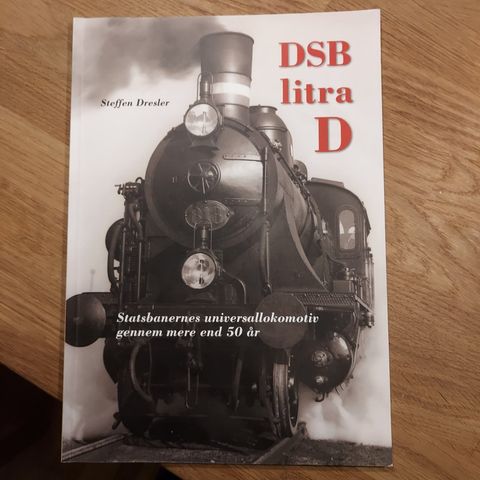 DSB
litra
D
Steffen Dresler
Statsbanernes universallokomotiv
gennem mere end 50 år